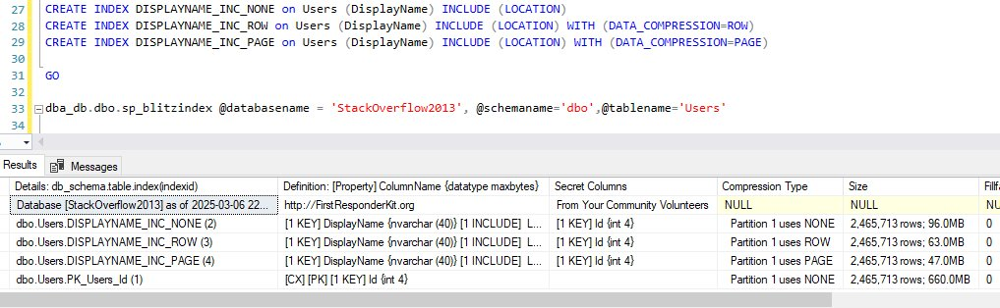 27 CREATE INDEX DISPLAYNAME_INC_NONE on Users (DisplayName) INCLUDE (LOCATION)
28 CREATE INDEX DISPLAYNAME_INC_ROW on Users (DisplayName) INCLUDE (LOCATION) WITH (DATA_COMPRESSION=ROW)
29 CREATE INDEX DISPLAYNAME_INC_PAGE on Users (DisplayName) INCLUDE (LOCATION) WITH (DATA_COMPRESSION=PAGE)
30
31 GO
32
33 dba_db.dbo.sp_blitzindex @databasename = 'StackOverflow2013', @schemaname='dbo',@tablename='Users'
34
Results Messages
Details: db_schema.table.index(indexid) Definition: [Property] ColumnName {datatype maxbytes} Secret Columns Compression Type Size Fillfa
Database [StackOverflow2013] as of 2025-03-06 22... http://FirstResponderKit.org From Your Community Volunteers NULL NULL 0
dbo.Users.DISPLAYNAME_INC_NONE (2) [1 KEY] DisplayName {nvarchar (40)} [1 INCLUDE] L... [1 KEY] Id {int 4} Partition 1 uses NONE 2,465,713 rows; 96.0MB 0
dbo.Users.DISPLAYNAME_INC_ROW (3) [1 KEY] DisplayName {nvarchar (40)} [1 INCLUDE] L... [1 KEY] Id {int 4} Partition 1 uses ROW 2,465,713 rows; 63.0MB 0
dbo.Users.DISPLAYNAME_INC_PAGE (4) [1 KEY] DisplayName {nvarchar (40)} [1 INCLUDE] L... [1 KEY] Id {int 4} Partition 1 uses PAGE 2,465,713 rows; 47.0MB 0
dbo.Users.PK_Users_Id (1) [CX] [PK] [1 KEY] Id {int 4} Partition 1 uses NONE 2,465,713 rows; 660.0MB 0